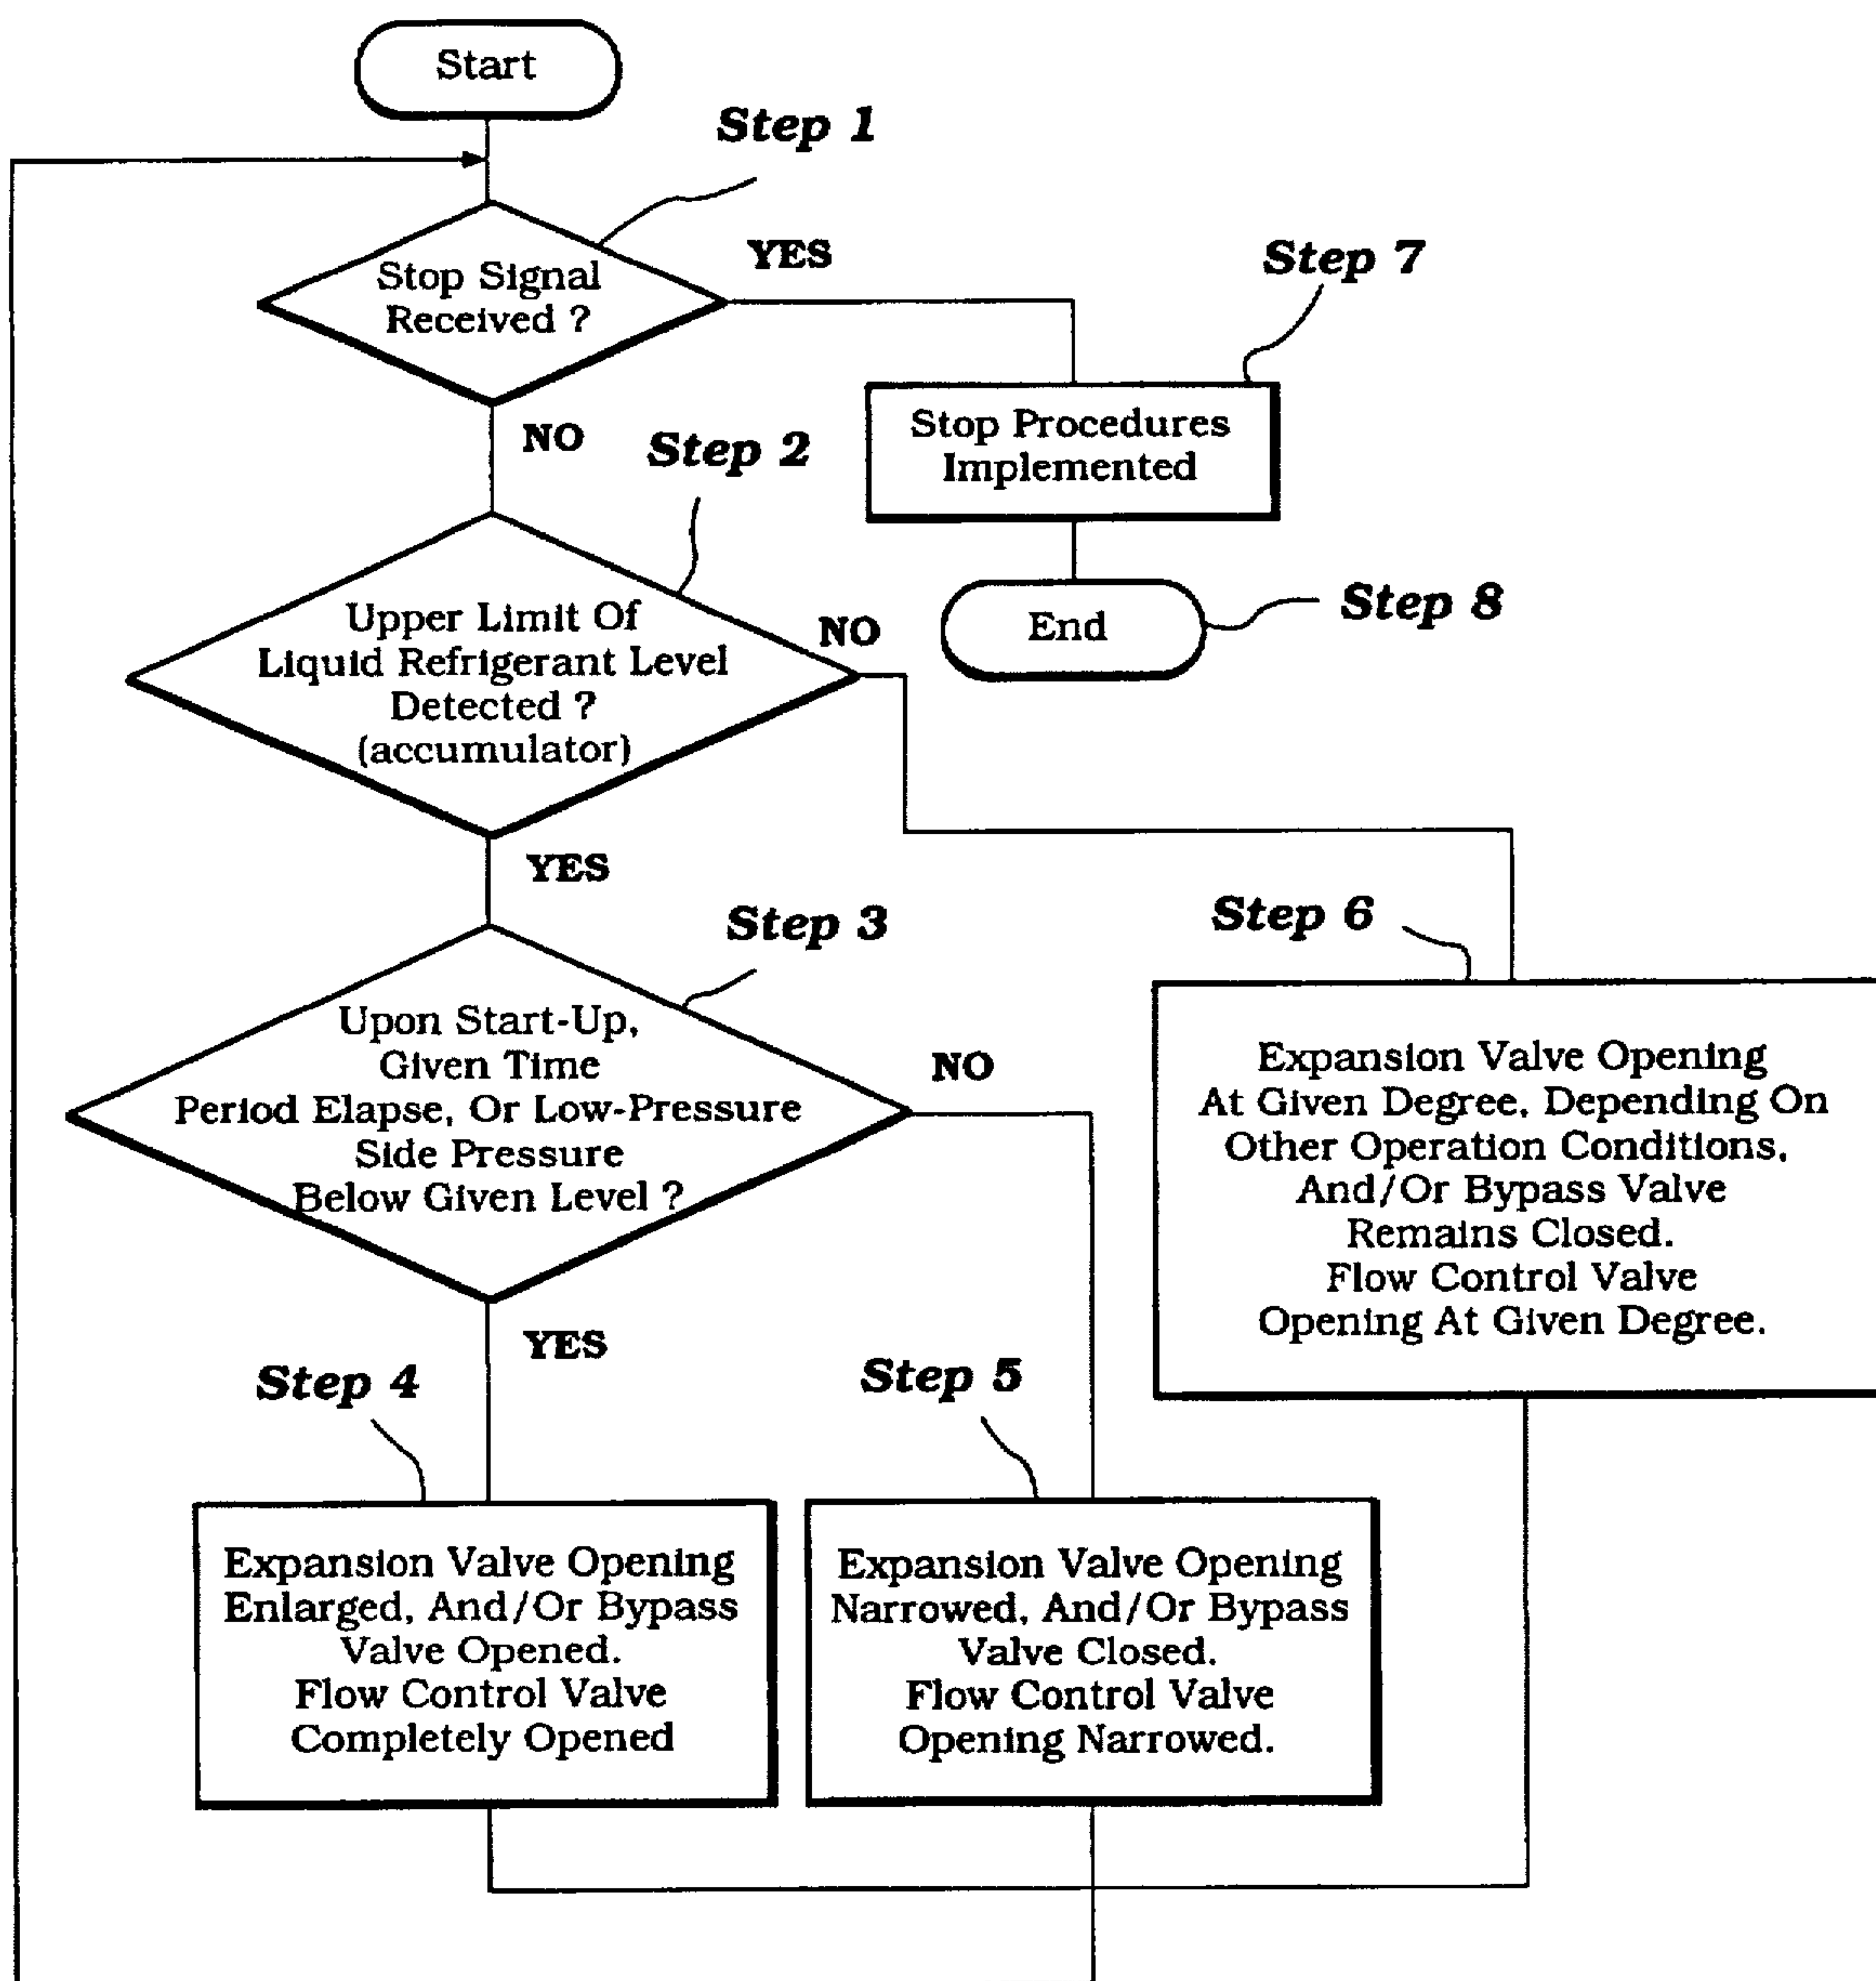 Start
Step 1
Stop Signal
Received ?
YES
Step 7
NO
Stop Procedures
Implemented
Step 2
End
Step 8
Upper Limit Of
Liquid Refrigerant Level
Detected ?
(accumulator)
NO
YES
Step 3
Step 6
Upon Start-Up,
Given Time
Period Elapse, Or Low-Pressure
Side Pressure
Below Given Level ?
NO
Expansion Valve Opening
At Given Degree, Depending On
Other Operation Conditions,
And/Or Bypass Valve
Remains Closed.
Flow Control Valve
Opening At Given Degree.
YES
Step 4
Step 5
Expansion Valve Opening
Enlarged, And/Or Bypass
Valve Opened.
Flow Control Valve
Completely Opened
Expansion Valve Opening
Narrowed, And/Or Bypass
Valve Closed.
Flow Control Valve
Opening Narrowed.